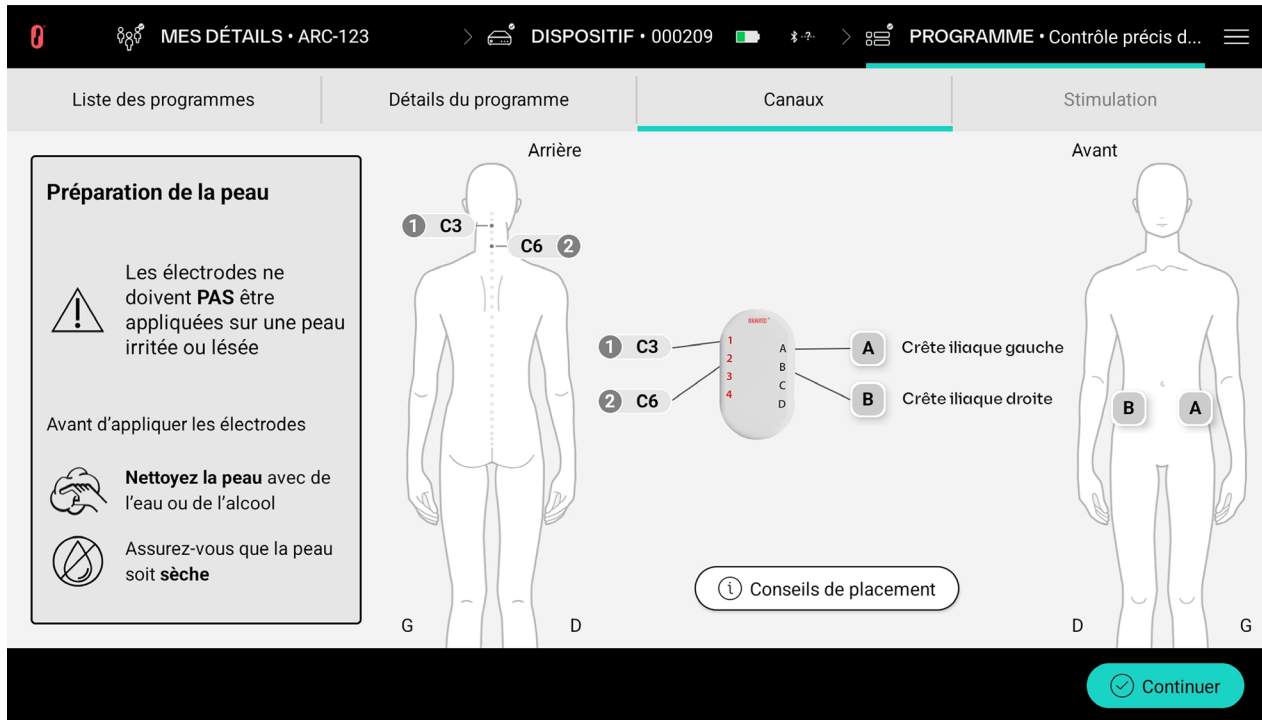 MES DÉTAILS • ARC-123
DISPOSITIF • 000209
?
PROGRAMME • Contrôle précis d...
Liste des programmes
Détails du programme
Canaux
Stimulation
Préparation de la peau
Les électrodes ne
doivent PAS être
appliquées sur une peau
irritée ou lésée
Avant d’appliquer les électrodes
Nettoyez la peau avec de
l’eau ou de l’alcool
Assurez-vous que la peau
soit sèche
Arrière
1 C3
C6 2
G
D
ONWARD
1
2
3
4
A
B
C
D
1 C3
2 C6
A Crête iliaque gauche
B Crête iliaque droite
i Conseils de placement
Avant
B
A
D
G
Continuer